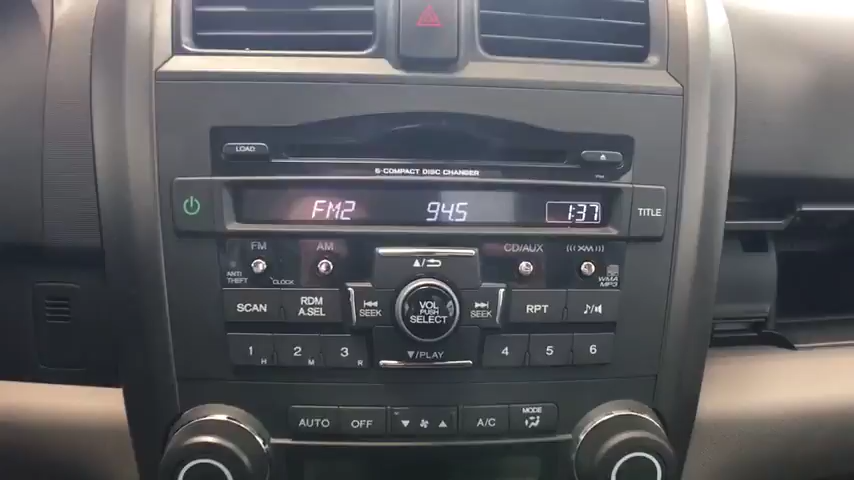 LOAD
6-COMPACT DISC CHANGER
FM2 94.5 1:37
TITLE
FM AM CD/AUX ((XM))
ANTI THEFT
CLOCK
WMA
MP3
SCAN
RDM
A.SEL
SEEK
VOL
PUSH
SELECT
SEEK
RPT
1 H 2 M 3 R
/PLAY
4 5 6
AUTO OFF A/C MODE